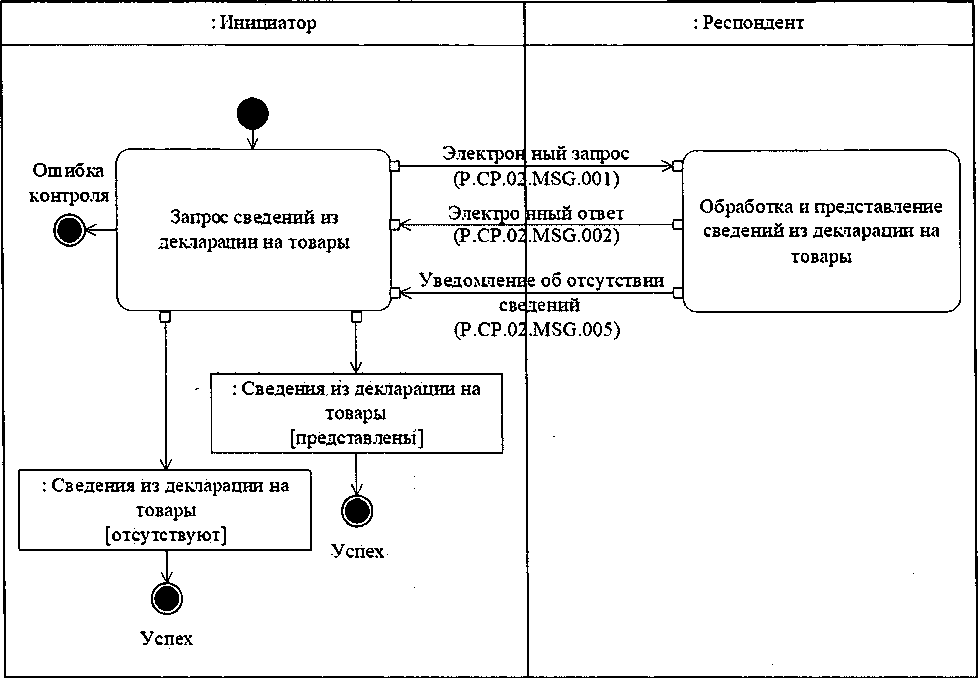 : Инициатор
: Респондент
Ошибка
контроля
Запрос сведений из
декларации на товары
Электронный запрос
(P.CP.02.MSG.001)
Электронный ответ
(P.CP.02.MSG.002)
Уведомление об отсутствии
сведений
(P.CP.02.MSG.005)
Обработка и представление
сведений из декларации на
товары
: Сведения из декларации на
товары
[представлены]
: Сведения из декларации на
товары
[отсутствуют]
Успех
Успех